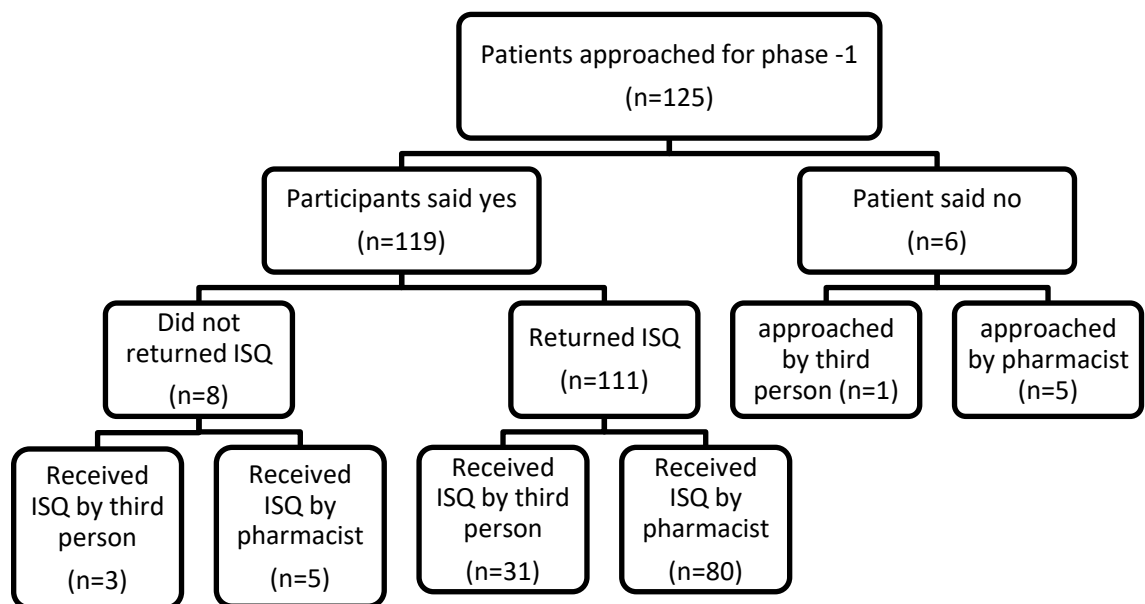 Patients approached for phase -1
(n=125)
Participants said yes
(n=119)
Patient said no
(n=6)
Did not
returned ISQ
(n=8)
Returned ISQ
(n=111)
approached
by third
person (n=1)
approached
by pharmacist
(n=5)
Received
ISQ by third
person
(n=3)
Received
ISQ by
pharmacist
(n=5)
Received
ISQ by third
person
(n=31)
Received
ISQ by
pharmacist
(n=80)